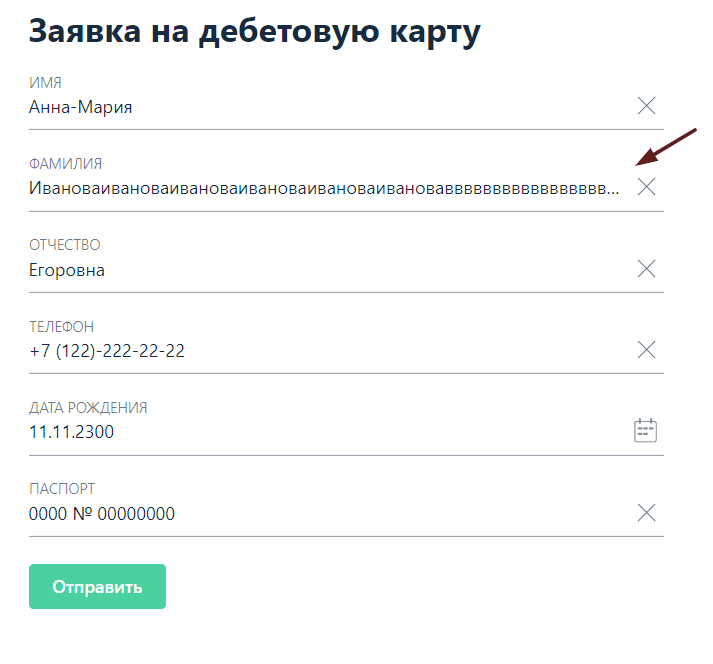 Заявка на дебетовую карту
ИМЯ
Анна-Мария
ФАМИЛИЯ
Ивановаивановаивановаивановаивановаивановаввввввввввввввввв...
ОТЧЕСТВО
Егоровна
ТЕЛЕФОН
+7 (122)-222-22-22
ДАТА РОЖДЕНИЯ
11.11.2300
ПАСПОРТ
0000 № 00000000
Отправить